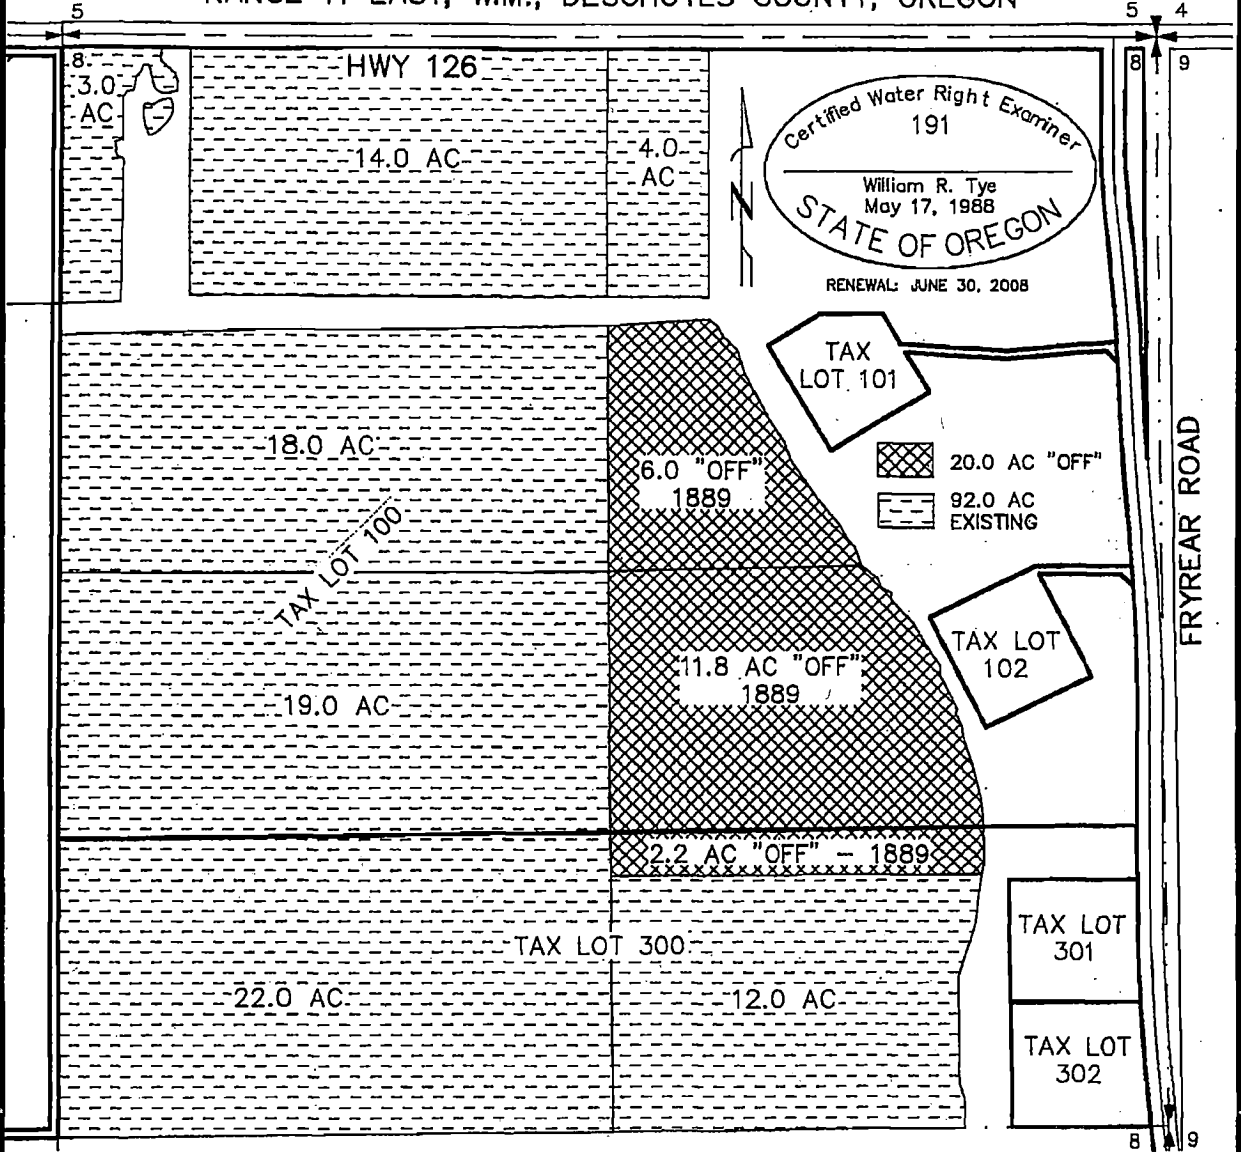 RANGE 11 EAST, W.M., DESCHUTES COUNTY, OREGON
5
5 4
8
3.0
AC
HWY 126
14.0 AC
4.0
AC
N
Certified Water Right Examiner
191
William R. Tye
May 17, 1988
STATE OF OREGON
RENEWAL: JUNE 30, 2008
8
9
TAX
LOT 101
18.0 AC
6.0 "OFF"
1889
20.0 AC "OFF"
92.0 AC
EXISTING
TAX LOT 100
FRYREAR ROAD
TAX LOT
102
11.8 AC "OFF"
1889
19.0 AC
2.2 AC "OFF" - 1889
TAX LOT 300
TAX LOT
301
22.0 AC
12.0 AC
TAX LOT
302
8
9